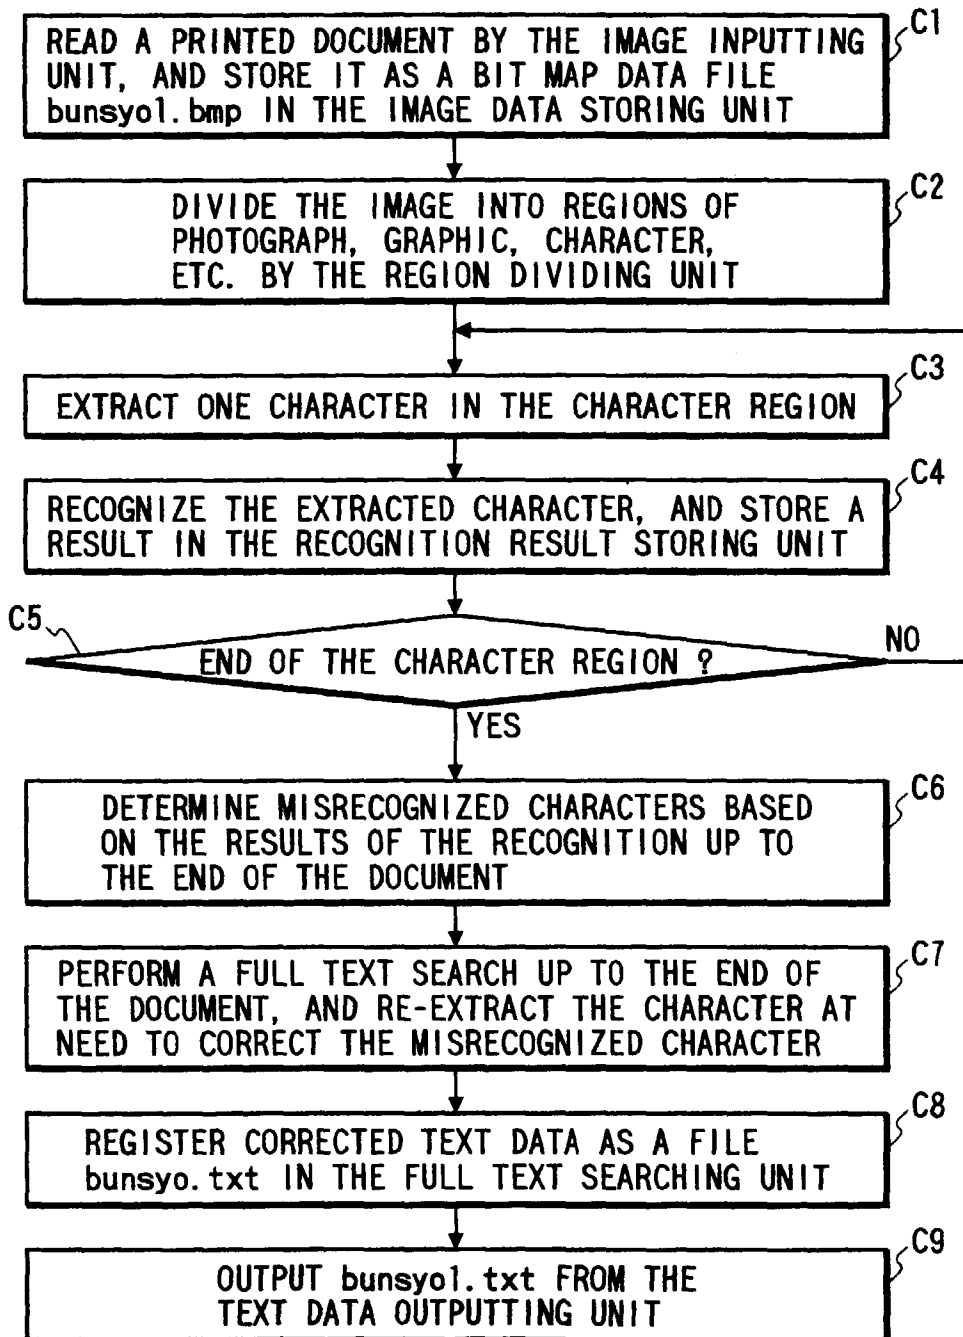 C1
READ A PRINTED DOCUMENT BY THE IMAGE INPUTTING
UNIT, AND STORE IT AS A BIT MAP DATA FILE
bunsyo1.bmp IN THE IMAGE DATA STORING UNIT
C2
DIVIDE THE IMAGE INTO REGIONS OF
PHOTOGRAPH, GRAPHIC, CHARACTER,
ETC. BY THE REGION DIVIDING UNIT
C3
EXTRACT ONE CHARACTER IN THE CHARACTER REGION
C4
RECOGNIZE THE EXTRACTED CHARACTER, AND STORE A
RESULT IN THE RECOGNITION RESULT STORING UNIT
C5
END OF THE CHARACTER REGION ?
NO
YES
C6
DETERMINE MISRECOGNIZED CHARACTERS BASED
ON THE RESULTS OF THE RECOGNITION UP TO
THE END OF THE DOCUMENT
C7
PERFORM A FULL TEXT SEARCH UP TO THE END OF
THE DOCUMENT, AND RE-EXTRACT THE CHARACTER AT
NEED TO CORRECT THE MISRECOGNIZED CHARACTER
C8
REGISTER CORRECTED TEXT DATA AS A FILE
bunsyo.txt IN THE FULL TEXT SEARCHING UNIT
C9
OUTPUT bunsyo1.txt FROM THE
TEXT DATA OUTPUTTING UNIT